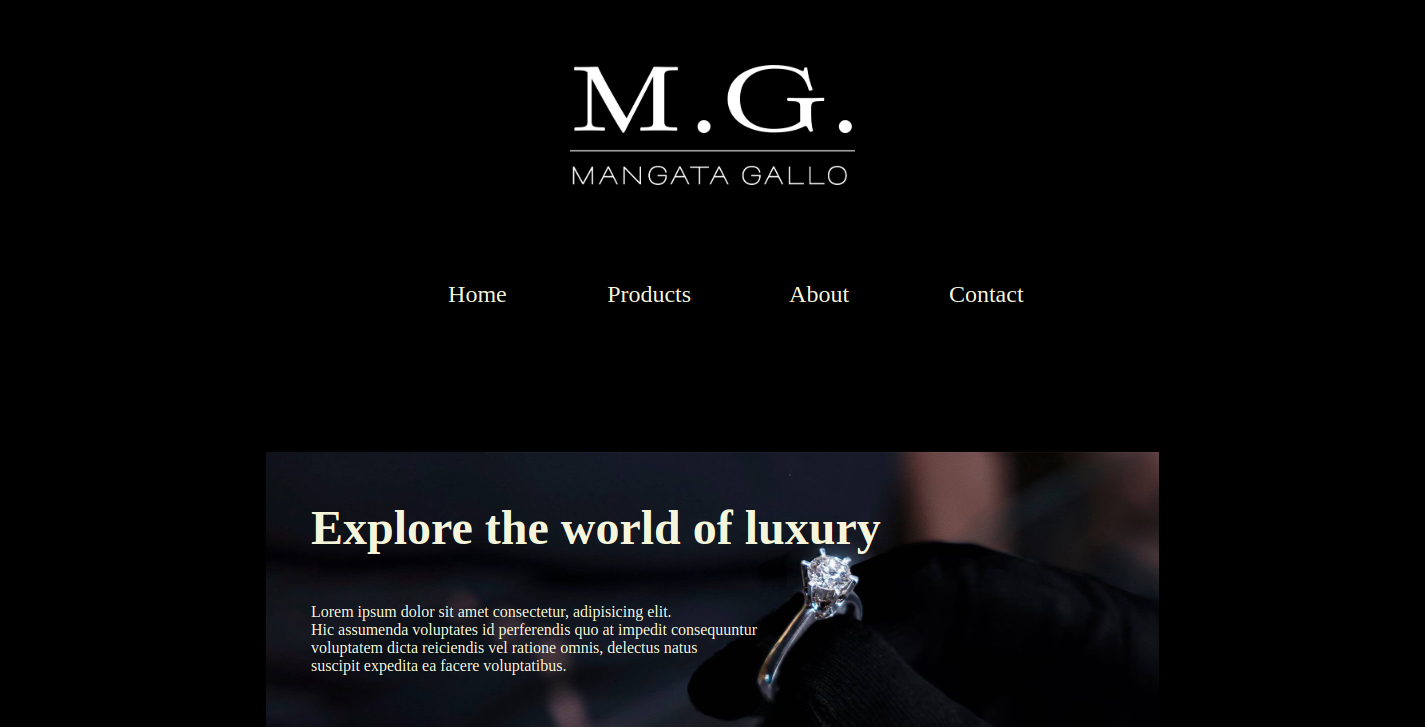 M.G.
MANGATA GALLO
Home Products About Contact
Explore the world of luxury
Lorem ipsum dolor sit amet consectetur, adipisicing elit.
Hic assumenda voluptates id perferendis quo at impedit consequuntur
voluptatem dicta reiciendis vel ratione omnis, delectus natus
suscipit expedita ea facere voluptatibus.